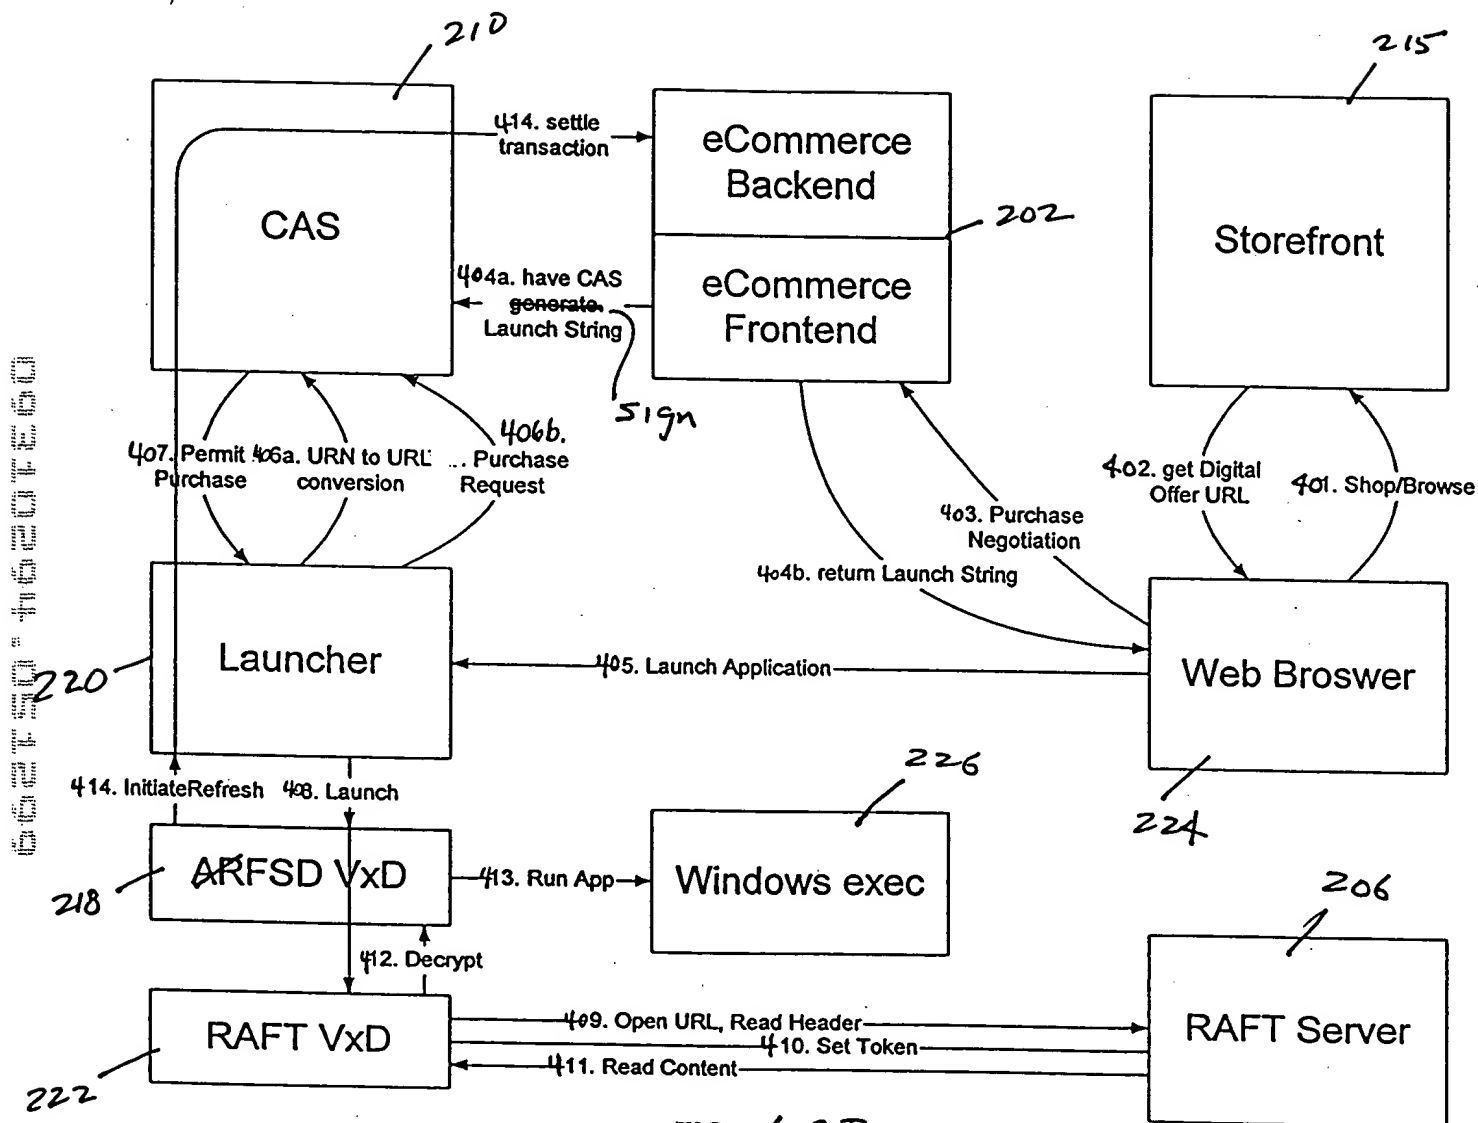 210
215
414. settle
transaction
eCommerce
Backend
202
CAS
Storefront
404a. have CAS
generate.
Launch String
eCommerce
Frontend
sign
407. Permit
Purchase
406a. URN to URL
conversion
406b.
... Purchase
Request
402. get Digital
Offer URL
401. Shop/Browse
403. Purchase
Negotiation
404b. return Launch String
Launcher
220
405. Launch Application
Web Broswer
224
414. InitiateRefresh
408. Launch
226
ARFSD VxD
218
413. Run App
Windows exec
206
412. Decrypt
RAFT VxD
222
409. Open URL, Read Header
410. Set Token
411. Read Content
RAFT Server